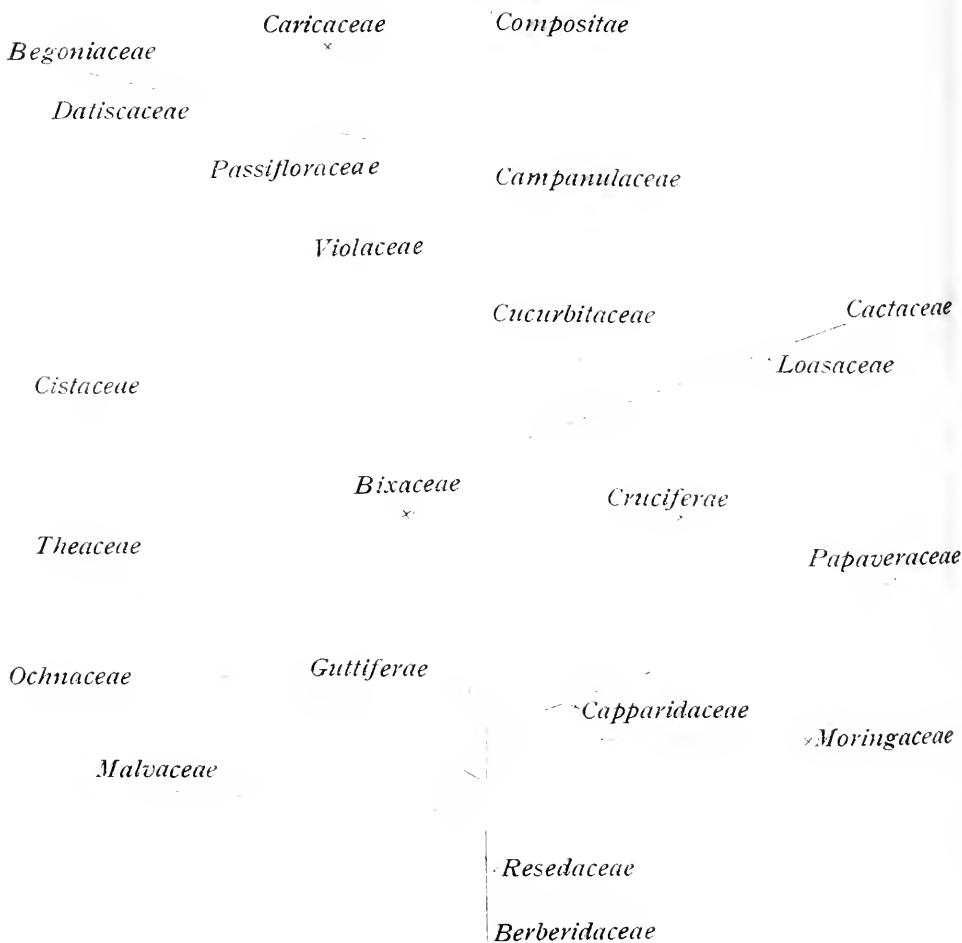 Caricaceae
Compositae
Begoniaceae
Datiscaceae
Passifloraceae
Campanulaceae
Violaceae
Cucurbitaceae
Cactaceae
Loasaceae
Cistaceae
Bixaceae
Cruciferae
Theaceae
Papaveraceae
Ochnaceae
Guttiferae
Capparidaceae
Moringaceae
Malvaceae
Resedaceae
Berberidaceae